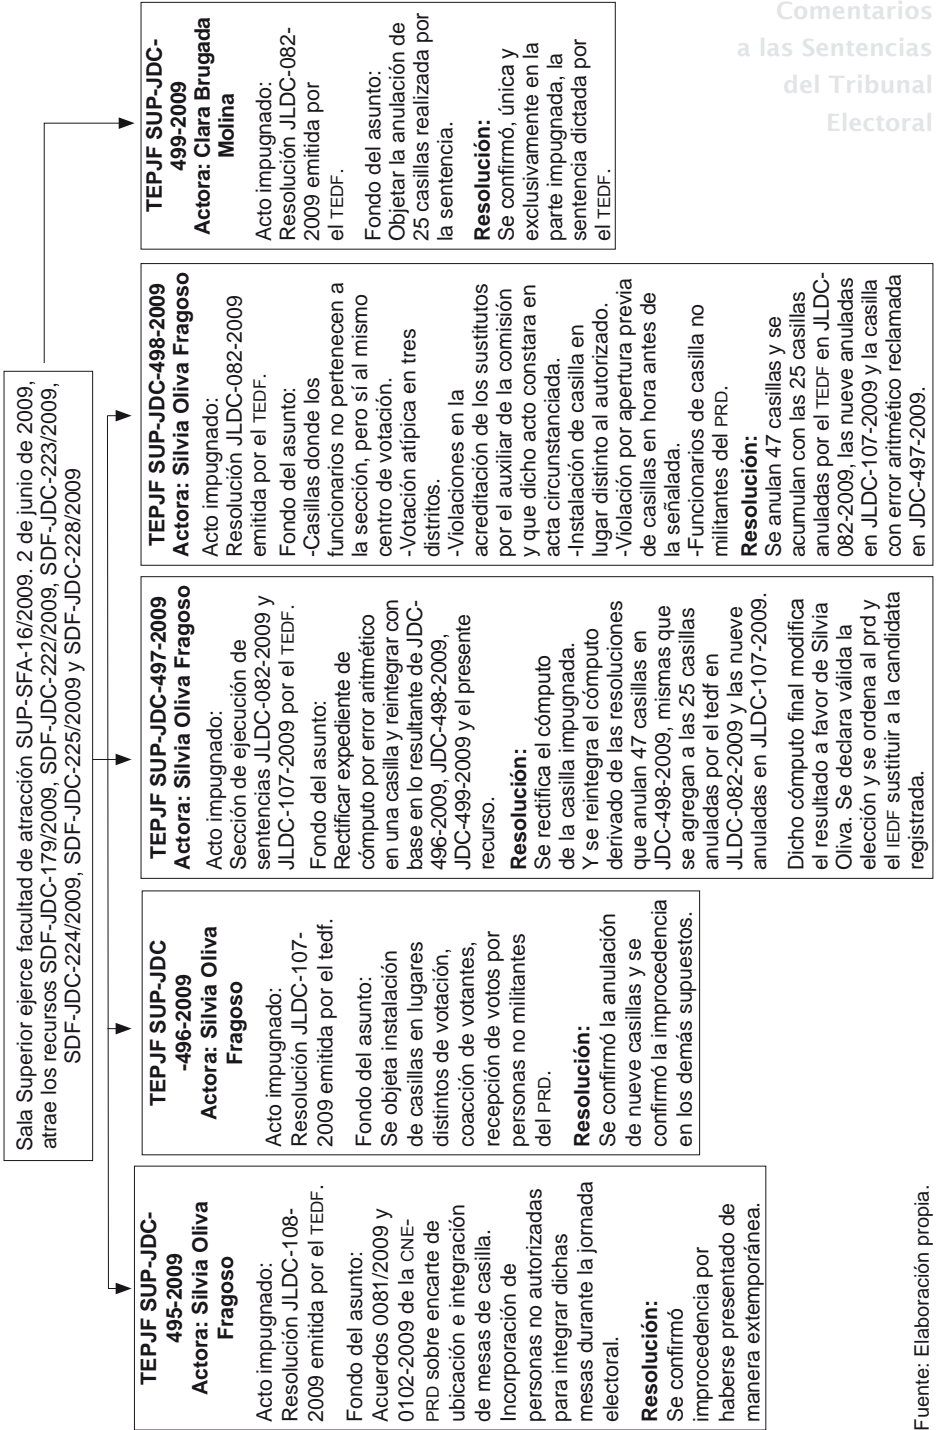 Comentarios
a las Sentencias
del Tribunal
Electoral
Sala Superior ejerce facultad de atracción SUP-SFA-16/2009. 2 de junio de 2009,
atrae los recursos SDF-JDC-179/2009, SDF-JDC-222/2009, SDF-JDC-223/2009,
SDF-JDC-224/2009, SDF-JDC-225/2009 y SDF-JDC-228/2009
TEPJF SUP-JDC-
495-2009
Actora: Silvia Oliva
Fragoso
Acto impugnado:
Resolución JLDC-108-
2009 emitida por el TEDF.
Fondo del asunto:
Acuerdos 0081/2009 y
0102-2009 de la CNE-
PRD sobre encarte de
ubicación e integración
de mesas de casilla.
Incorporación de
personas no autorizadas
para integrar dichas
mesas durante la jornada
electoral.
Resolución:
Se confirmó
improcedencia por
haberse presentado de
manera extemporánea.
TEPJF SUP-JDC
-496-2009
Actora: Silvia Oliva
Fragoso
Acto impugnado:
Resolución JLDC-107-
2009 emitida por el tedf.
Fondo del asunto:
Se objeta instalación
de casillas en lugares
distintos de votación,
coacción de votantes,
recepción de votos por
personas no militantes
del PRD.
Resolución:
Se confirmó la anulación
de nueve casillas y se
confirmó la improcedencia
en los demás supuestos.
TEPJF SUP-JDC-497-2009
Actora: Silvia Oliva Fragoso
Acto impugnado:
Sección de ejecución de
sentencias JLDC-082-2009 y
JLDC-107-2009 por el TEDF.
Fondo del asunto:
Rectificar expediente de
cómputo por error aritmético
en una casilla y reintegrar con
base en lo resultante de JDC-
496-2009, JDC-498-2009,
JDC-499-2009 y el presente
recurso.
Resolución:
Se rectifica el cómputo
de la casilla impugnada.
Y se reintegra el cómputo
derivado de las resoluciones
que anulan 47 casillas en
JDC-498-2009, mismas que
se agregan a las 25 casillas
anuladas por el tedf en
JLDC-082-2009 y las nueve
anuladas en JLDC-107-2009.
Dicho cómputo final modifica
el resultado a favor de Silvia
Oliva. Se declara válida la
elección y se ordena al prd y
el IEDF sustituir a la candidata
registrada.
TEPJF SUP-JDC-498-2009
Actora: Silvia Oliva Fragoso
Acto impugnado:
Resolución JLDC-082-2009
emitida por el TEDF.
Fondo del asunto:
-Casillas donde los
funcionarios no pertenecen a
la sección, pero sí al mismo
centro de votación.
-Votación atípica en tres
distritos.
-Violaciones en la
acreditación de los sustitutos
por el auxiliar de la comisión
y que dicho acto constara en
acta circunstanciada.
-Instalación de casilla en
lugar distinto al autorizado.
-Violación por apertura previa
de casillas en hora antes de
la señalada.
-Funcionarios de casilla no
militantes del PRD.
Resolución:
Se anulan 47 casillas y se
acumulan con las 25 casillas
anuladas por el TEDF en JLDC-
082-2009, las nueve anuladas
en JLDC-107-2009 y la casilla
con error aritmético reclamada
en JDC-497-2009.
TEPJF SUP-JDC-
499-2009
Actora: Clara Brugada
Molina
Acto impugnado:
Resolución JLDC-082-
2009 emitida por
el TEDF.
Fondo del asunto:
Objetar la anulación de
25 casillas realizada por
la sentencia.
Resolución:
Se confirmó, única y
exclusivamente en la
parte impugnada, la
sentencia dictada por
el TEDF.
Fuente: Elaboración propia.